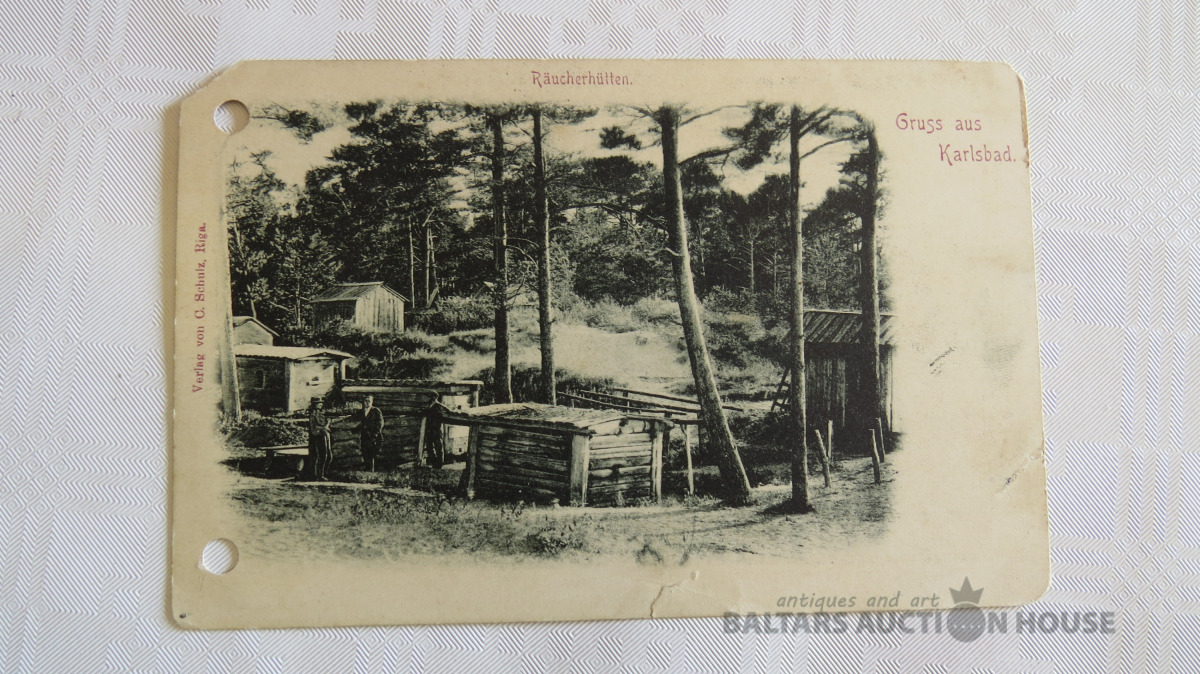 Räucherhütten.
Gruss aus
Karlsbad.
Verlag von C. Schulz, Riga.
antiques and art
BALTARS AUCTION HOUSE